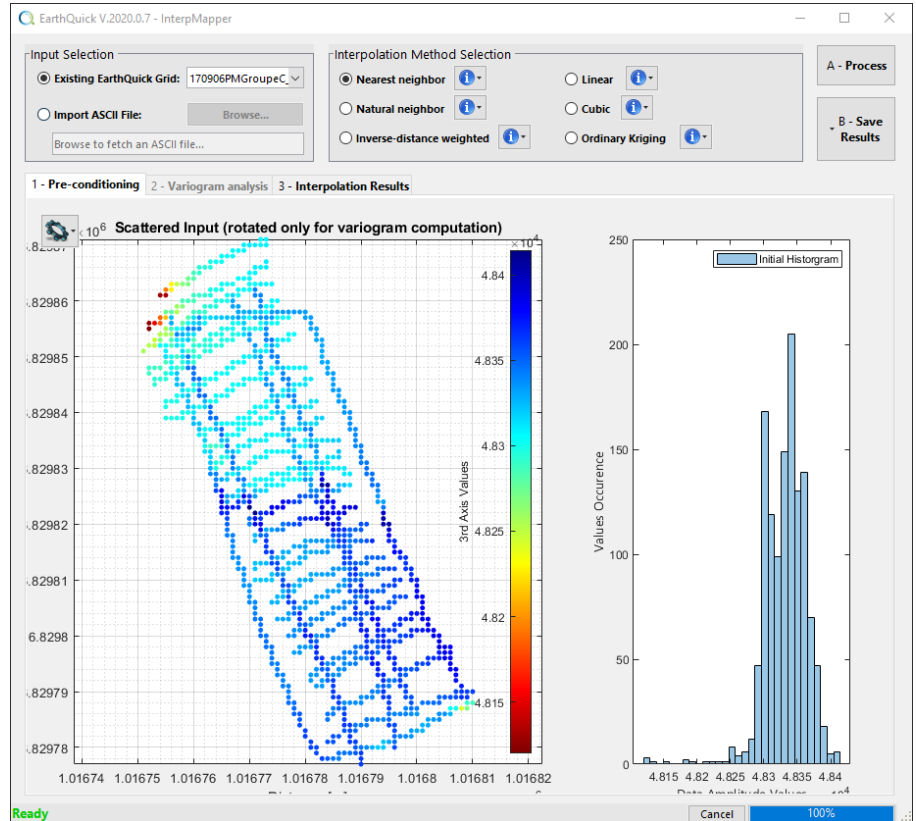 EarthQuick V.2020.0.7 - InterpMapper
Input Selection
Existing EarthQuick Grid: 170906PMGroupeC_
Import ASCII File: Browse...
Browse to fetch an ASCII file...
Interpolation Method Selection
Nearest neighbor
Linear
Natural neighbor
Cubic
Inverse-distance weighted
Ordinary Kriging
A - Process
B - Save
Results
1 - Pre-conditioning 2 - Variogram analysis 3 - Interpolation Results
×10⁶ Scattered Input (rotated only for variogram computation)
×10⁴
.82987
.82986
.82985
.82984
.82983
.82982
.82981
6.8298
.82979
.82978
1.01674 1.01675 1.01676 1.01677 1.01678 1.01679 1.0168 1.01681 1.01682
3rd Axis Values
4.84
4.835
4.83
4.825
4.82
4.815
Initial Historgram
Values Occurence
250
200
150
100
50
0
4.815 4.82 4.825 4.83 4.835 4.84
Data Amplitude Values
Ready
Cancel
100%